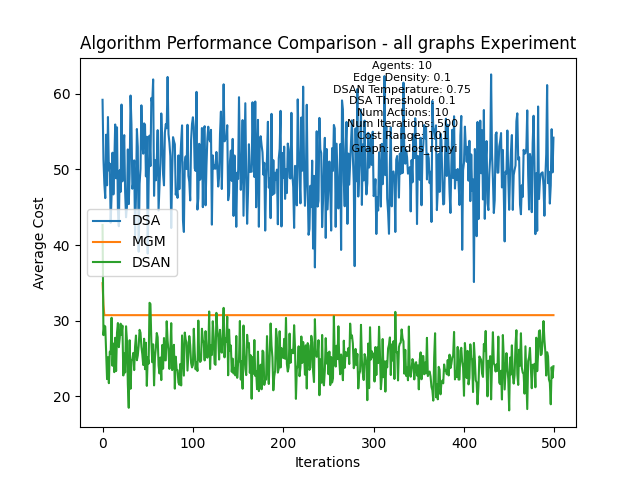 Algorithm Performance Comparison - all graphs Experiment
Agents: 10
Edge Density: 0.1
DSAN Temperature: 0.75
DSA Threshold: 0.1
Num Actions: 10
Num Iterations: 500
Cost Range: 101
Graph: erdos_renyi
60
50
40
30
20
Average Cost
DSA
MGM
DSAN
0
100
200
300
400
500
Iterations